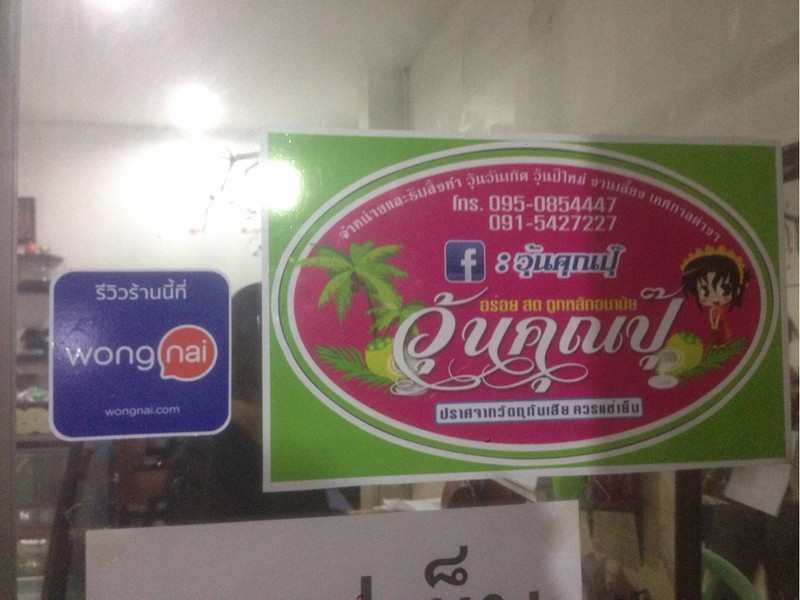 รีวิวร้านนี้ที่
wongnai
wongnai.com
จำหน่ายและรับสั่งทำ วุ้นวันเกิด วุ้นปีใหม่ งานเลี้ยง เทศกาลต่างๆ
โทร. 095-0854447
091-5427227
f : วุ้นคุณปุ๊
อร่อย สด ถูกหลักอนามัย
วุ้นคุณปุ๊
ปราศจากวัตถุกันเสีย ควรแช่เย็น